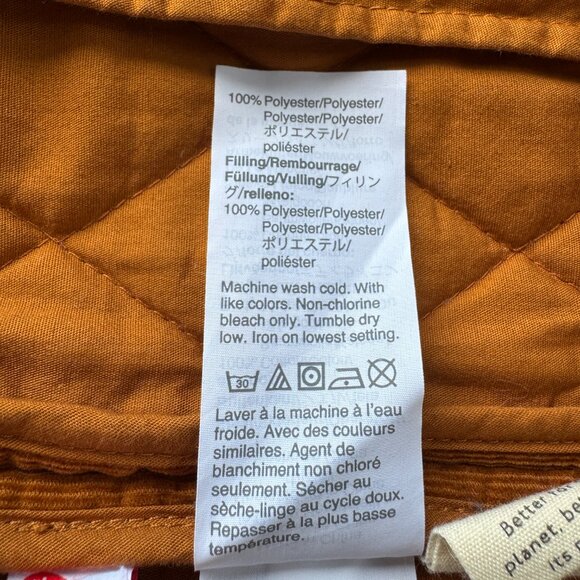 100% Polyester/Polyester/
Polyester/Polyester/
ポリエステル/
poliéster
Filling/Rembourrage/
Füllung/Vulling/フィリン
グ/relleno:
100% Polyester/Polyester/
Polyester/Polyester/
ポリエステル/
poliéster
Machine wash cold. With
like colors. Non-chlorine
bleach only. Tumble dry
low. Iron on lowest setting.
30
Laver à la machine à l'eau
froide. Avec des couleurs
similaires. Agent de
blanchiment non chloré
seulement. Sécher au
sèche-linge au cycle doux.
Repasser à la plus basse
température.
Better
planet, be
its